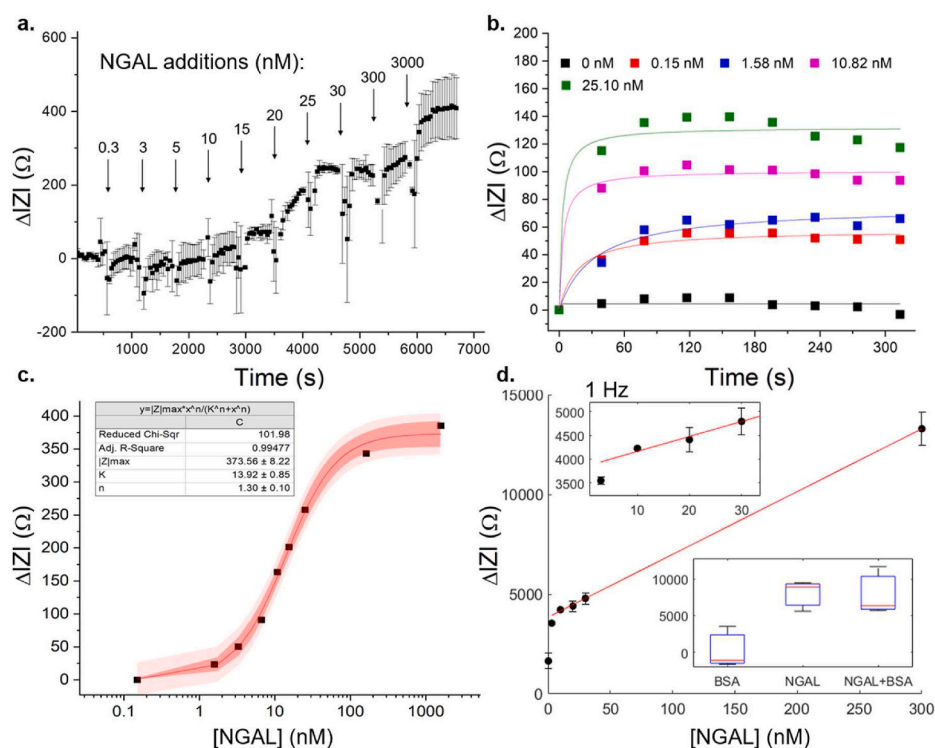 a.
600
400
200
0
-200
ΔIZI (Ω)
NGAL additions (nM):
0.3
3
5
10
15
20
25
30
300
3000
1000 2000 3000 4000 5000 6000 7000
Time (s)
b.
200
180
160
140
120
100
80
60
40
20
0
ΔIZI (Ω)
0 nM 0.15 nM 1.58 nM 10.82 nM
25.10 nM
0 60 120 180 240 300
Time (s)
c.
400
350
300
250
200
150
100
50
0
ΔIZI (Ω)
y=|Z|max*x^n/(K^n+x^n)
C
Reduced Chi-Sqr 101.98
Adj. R-Square 0.99477
|Z|max 373.56 ± 8.22
K 13.92 ± 0.85
n 1.30 ± 0.10
0.1 1 10 100 1000
[NGAL] (nM)
d.
15000
10000
5000
0
ΔIZI (Ω)
1 Hz
5000
4500
4000
3500
10 20 30
10000
5000
0
BSA NGAL NGAL+BSA
0 50 100 150 200 250 300
[NGAL] (nM)